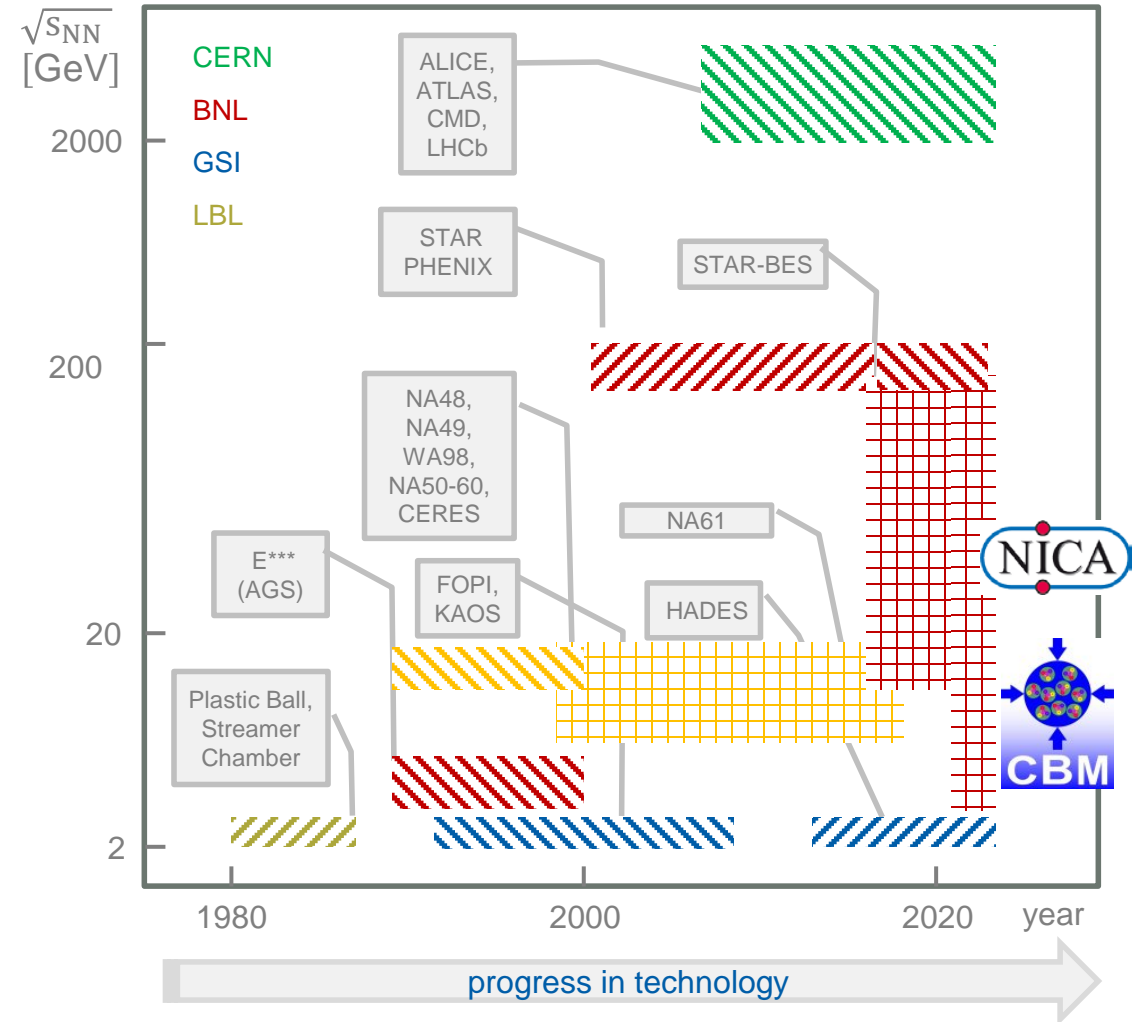 √sNN
[GeV]
CERN
BNL
GSI
LBL
ALICE,
ATLAS,
CMD,
LHCb
2000
STAR
PHENIX
STAR-BES
200
NA48,
NA49,
WA98,
NA50-60,
CERES
NA61
E***
(AGS)
FOPI,
KAOS
HADES
NICA
20
Plastic Ball,
Streamer
Chamber
CBM
2
1980
2000
2020
year
progress in technology